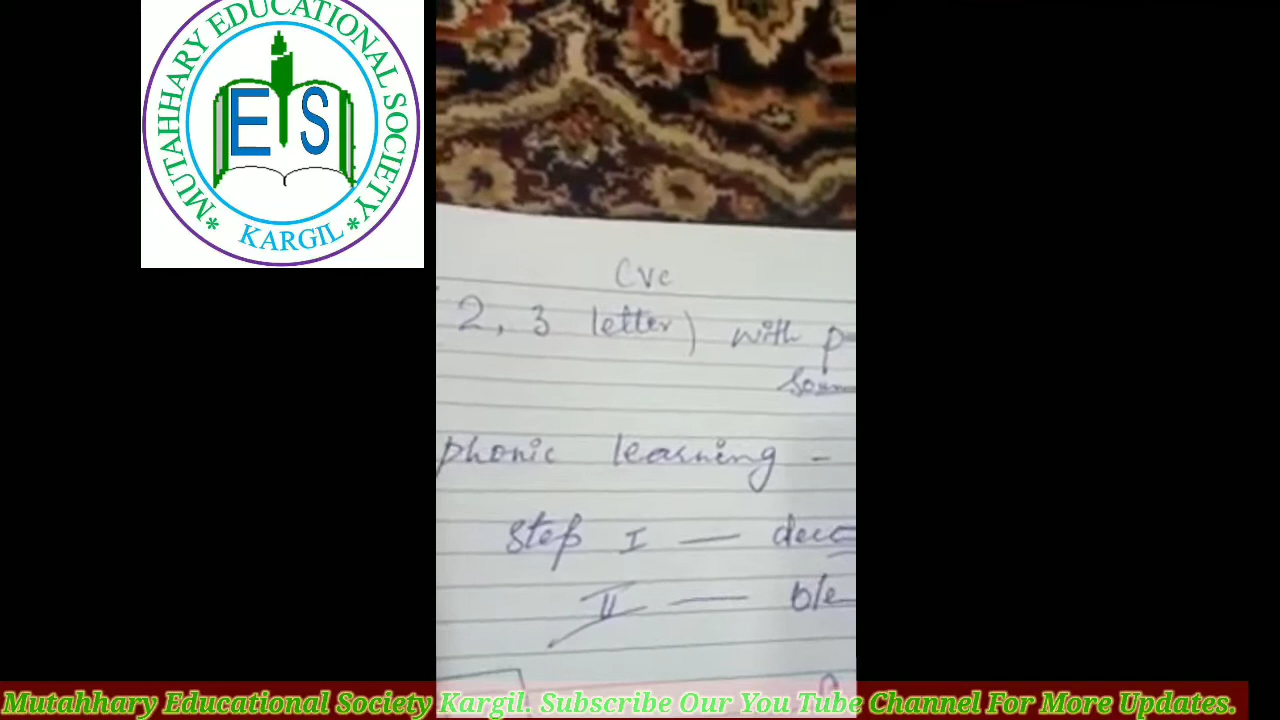 MUTAHHARY EDUCATIONAL SOCIETY
E S
* KARGIL *
CVC
2, 3 letter) with
phonic learning -
step I —
II —
Mutahhary Educational Society Kargil. Subscribe Our You Tube Channel For More Updates.